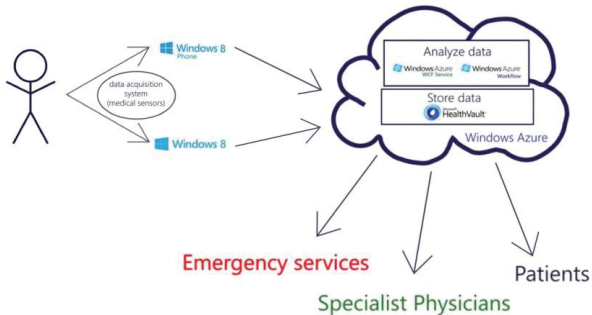 Windows 8
Phone
data acquisition
system
(medical sensors)
Windows 8
Analyze data
Windows Azure
WCF Service
Windows Azure
Workflow
Store data
Microsoft
HealthVault
Windows Azure
Emergency services
Patients
Specialist Physicians